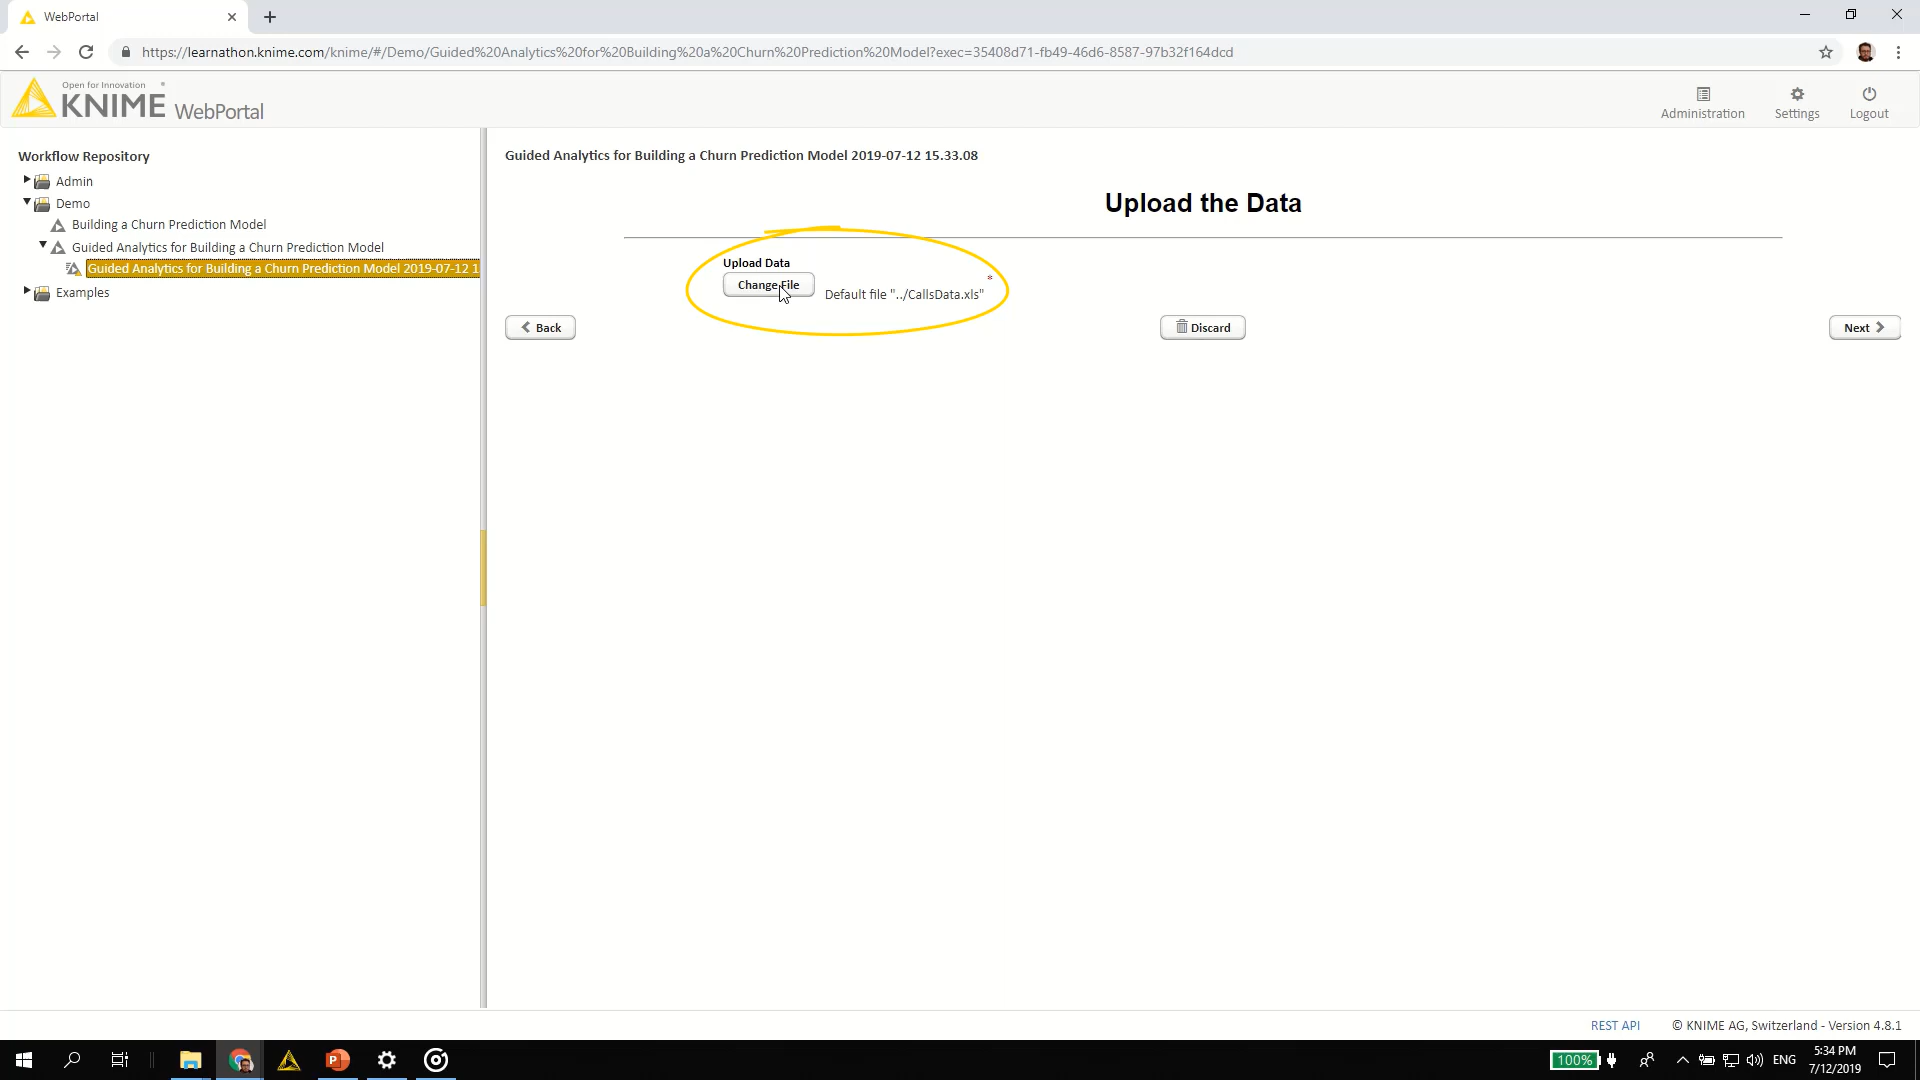 WebPortal
https://learnathon.knime.com/knime/#/Demo/Guided%20Analytics%20for%20Building%20a%20Churn%20Prediction%20Model?exec=35408d71-fb49-46d6-8587-97b32f164dcd
Open for Innovation
KNIME WebPortal
Administration
Settings
Logout
Workflow Repository
Admin
Demo
Building a Churn Prediction Model
Guided Analytics for Building a Churn Prediction Model
Guided Analytics for Building a Churn Prediction Model 2019-07-12 1
Examples
Guided Analytics for Building a Churn Prediction Model 2019-07-12 15.33.08
Upload the Data
Upload Data
Change File
Default file "../CallsData.xls"
*
Back
Discard
Next
REST API
© KNIME AG, Switzerland - Version 4.8.1
100%
ENG
5:34 PM
7/12/2019